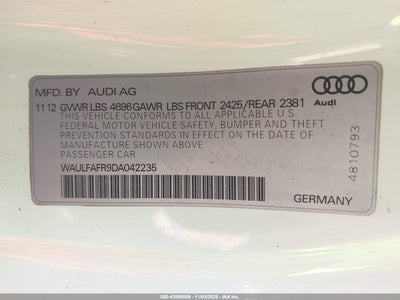 MFD. BY AUDI AG
11 12 GVWR LBS 4696 GAWR LBS FRONT 2425/REAR 2381
Audi
THIS VEHICLE CONFORMS TO ALL APPLICABLE U.S.
FEDERAL MOTOR VEHICLE SAFETY, BUMPER AND THEFT
PREVENTION STANDARDS IN EFFECT ON THE DATE OF
MANUFACTURE SHOWN ABOVE
PASSENGER CAR
WAULFAFR9DA042235
GERMANY
4810793